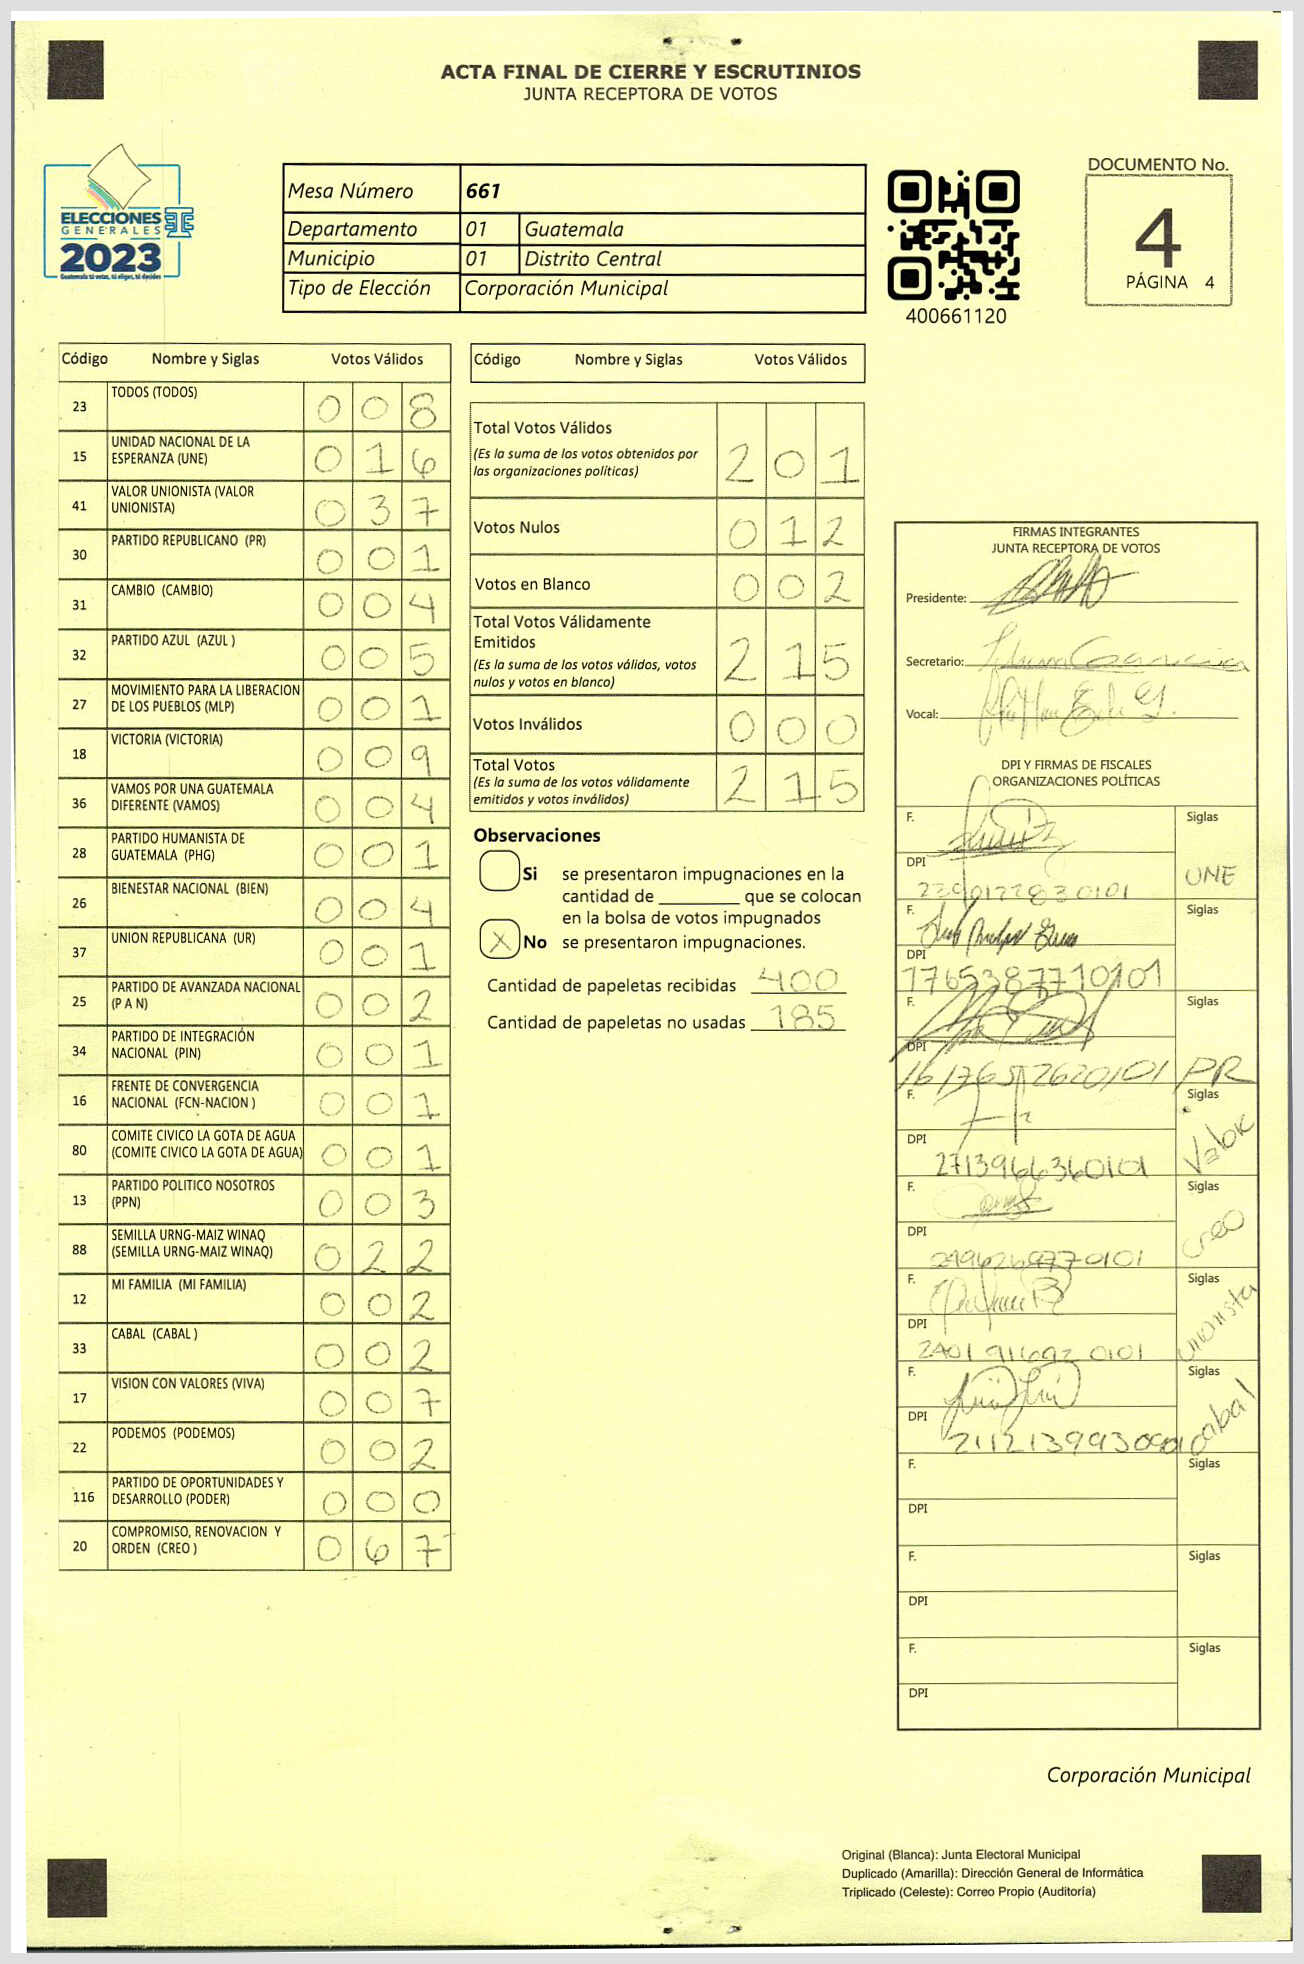 ACTA FINAL DE CIERRE Y ESCRUTINIOS
JUNTA RECEPTORA DE VOTOS
ELECCIONES
GENERALES
2023
Guatemala tú votas, tú eliges, tú decides
Mesa Número 661
Departamento 01 Guatemala
Municipio 01 Distrito Central
Tipo de Elección Corporación Municipal
400661120
DOCUMENTO No.
4
PÁGINA 4
Código Nombre y Siglas Votos Válidos
23 TODOS (TODOS) 0 0 8
15 UNIDAD NACIONAL DE LA ESPERANZA (UNE) 0 1 6
41 VALOR UNIONISTA (VALOR UNIONISTA) 0 3 7
30 PARTIDO REPUBLICANO (PR) 0 0 1
31 CAMBIO (CAMBIO) 0 0 4
32 PARTIDO AZUL (AZUL ) 0 0 5
27 MOVIMIENTO PARA LA LIBERACION DE LOS PUEBLOS (MLP) 0 0 1
18 VICTORIA (VICTORIA) 0 0 9
36 VAMOS POR UNA GUATEMALA DIFERENTE (VAMOS) 0 0 4
28 PARTIDO HUMANISTA DE GUATEMALA (PHG) 0 0 1
26 BIENESTAR NACIONAL (BIEN) 0 0 4
37 UNION REPUBLICANA (UR) 0 0 1
25 PARTIDO DE AVANZADA NACIONAL (P A N) 0 0 2
34 PARTIDO DE INTEGRACIÓN NACIONAL (PIN) 0 0 1
16 FRENTE DE CONVERGENCIA NACIONAL (FCN-NACION ) 0 0 1
80 COMITE CIVICO LA GOTA DE AGUA (COMITE CIVICO LA GOTA DE AGUA) 0 0 1
13 PARTIDO POLITICO NOSOTROS (PPN) 0 0 3
88 SEMILLA URNG-MAIZ WINAQ (SEMILLA URNG-MAIZ WINAQ) 0 2 2
12 MI FAMILIA (MI FAMILIA) 0 0 2
33 CABAL (CABAL ) 0 0 2
17 VISION CON VALORES (VIVA) 0 0 7
22 PODEMOS (PODEMOS) 0 0 2
116 PARTIDO DE OPORTUNIDADES Y DESARROLLO (PODER) 0 0 0
20 COMPROMISO, RENOVACION Y ORDEN (CREO ) 0 6 7
Código Nombre y Siglas Votos Válidos
Total Votos Válidos 2 0 1
(Es la suma de los votos obtenidos por
las organizaciones políticas)
Votos Nulos 0 1 2
Votos en Blanco 0 0 2
Total Votos Válidamente
Emitidos 2 1 5
(Es la suma de los votos válidos, votos
nulos y votos en blanco)
Votos Inválidos 0 0 0
Total Votos 2 1 5
(Es la suma de los votos válidamente
emitidos y votos inválidos)
Observaciones
Si se presentaron impugnaciones en la
cantidad de ________ que se colocan
en la bolsa de votos impugnados
X No se presentaron impugnaciones.
Cantidad de papeletas recibidas 400
Cantidad de papeletas no usadas 185
FIRMAS INTEGRANTES
JUNTA RECEPTORA DE VOTOS
Presidente:
Secretario:
Vocal:
DPI Y FIRMAS DE FISCALES
ORGANIZACIONES POLÍTICAS
F. Siglas
DPI UNE
F. Siglas
DPI
1765387710101
F. Siglas
DPI
PR
F. Siglas
DPI Valor
2713966360101
F. Siglas
DPI Creo
F. Siglas
DPI unionista
F. Siglas
DPI Cabal
F. Siglas
DPI
F. Siglas
DPI
F. Siglas
DPI
Corporación Municipal
Original (Blanca): Junta Electoral Municipal
Duplicado (Amarilla): Dirección General de Informática
Triplicado (Celeste): Correo Propio (Auditoría)